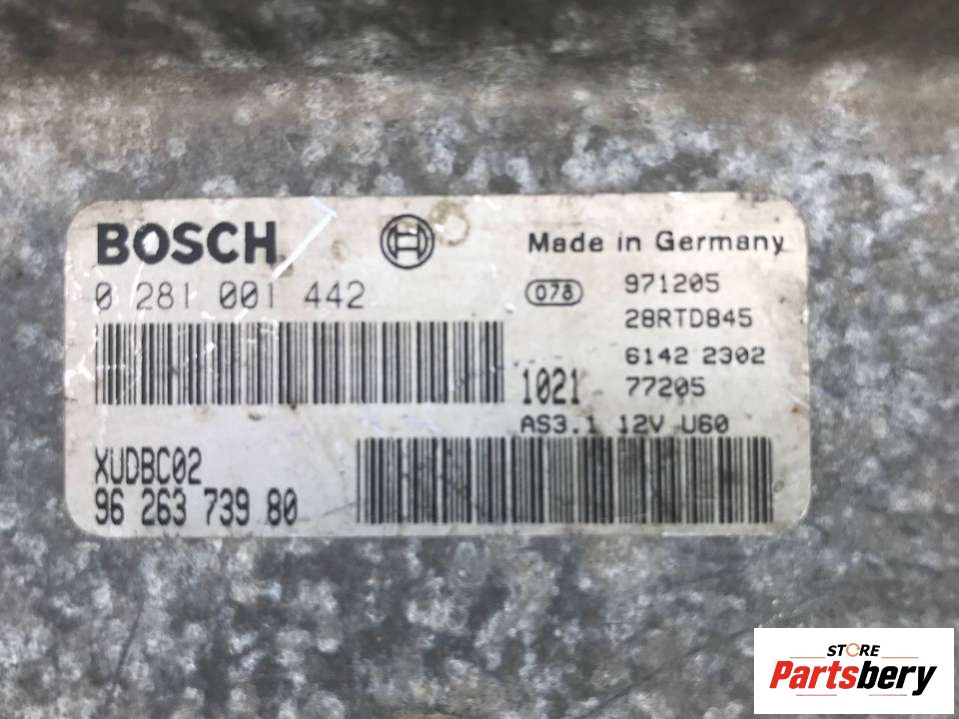 BOSCH
Made in Germany
0 281 001 442
078 971205
28RTD845
6142 2302
1021 77205
AS3.1 12V U60
XUDBC02
96 263 739 80
STORE
Partsbery